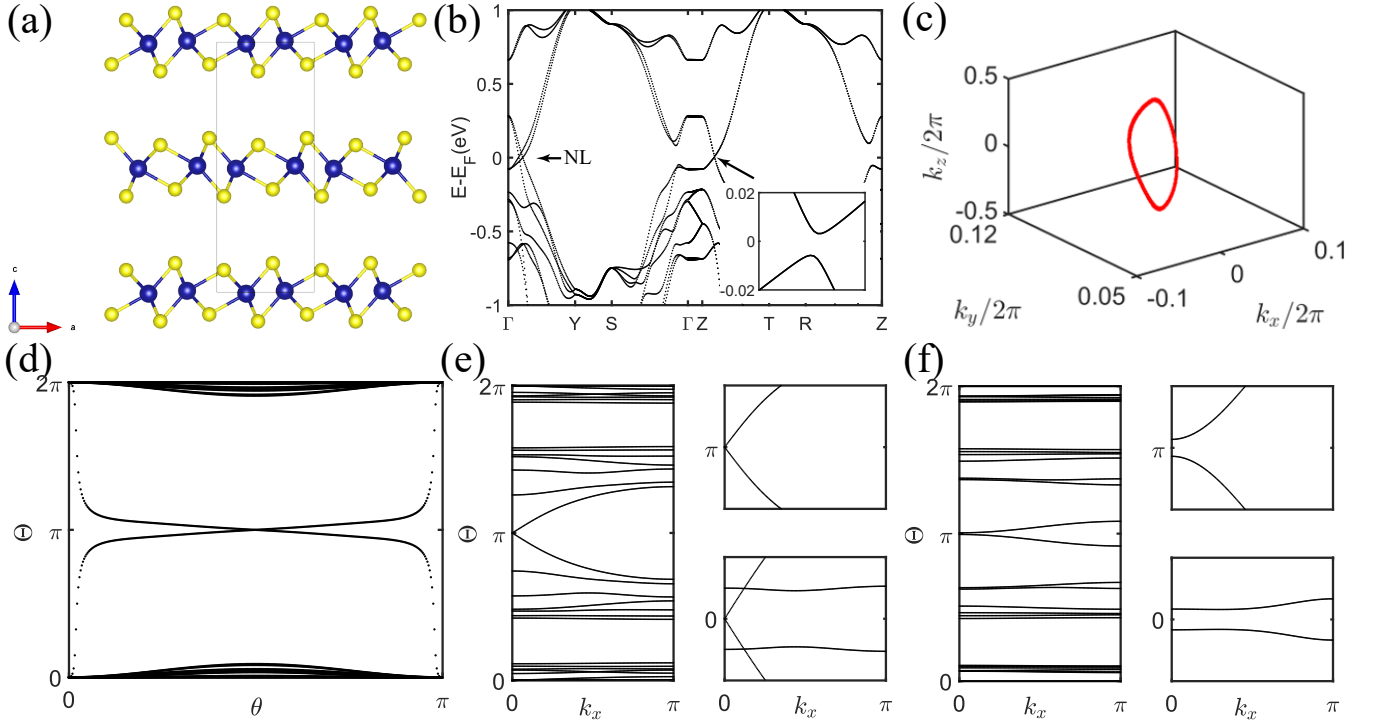 (a)
c
a
(b)
E-E_F(eV)
1
0.5
0
-0.5
-1
NL
0.02
0
-0.02
Γ Y S Γ Z T R Z
(c)
0.5
0
-0.5
k_z/2π
0.12
0.05
k_y/2π
-0.1
0
0.1
k_x/2π
(d)
2π
Θ π
0
0 θ π
(e)
2π
Θ π
0
0 k_x π
π
0
0 k_x π
(f)
2π
Θ π
0
0 k_x π
π
0
0 k_x π